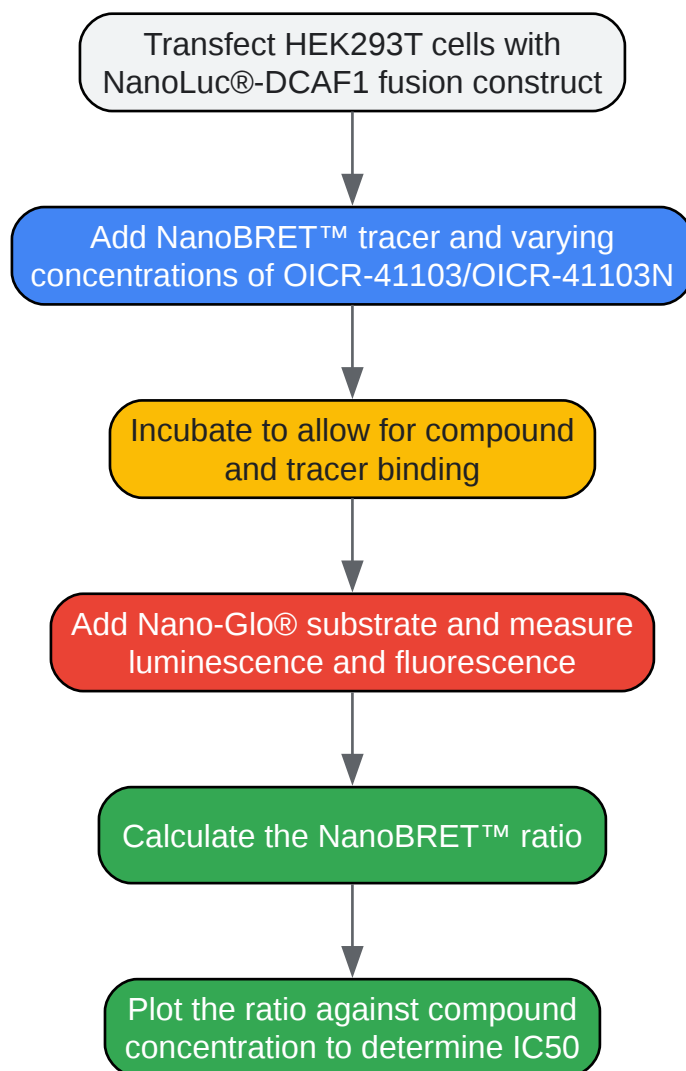 Transfect HEK293T cells with
NanoLuc®-DCAF1 fusion construct
Add NanoBRET™ tracer and varying
concentrations of OICR-41103/OICR-41103N
Incubate to allow for compound
and tracer binding
Add Nano-Glo® substrate and measure
luminescence and fluorescence
Calculate the NanoBRET™ ratio
Plot the ratio against compound
concentration to determine IC50